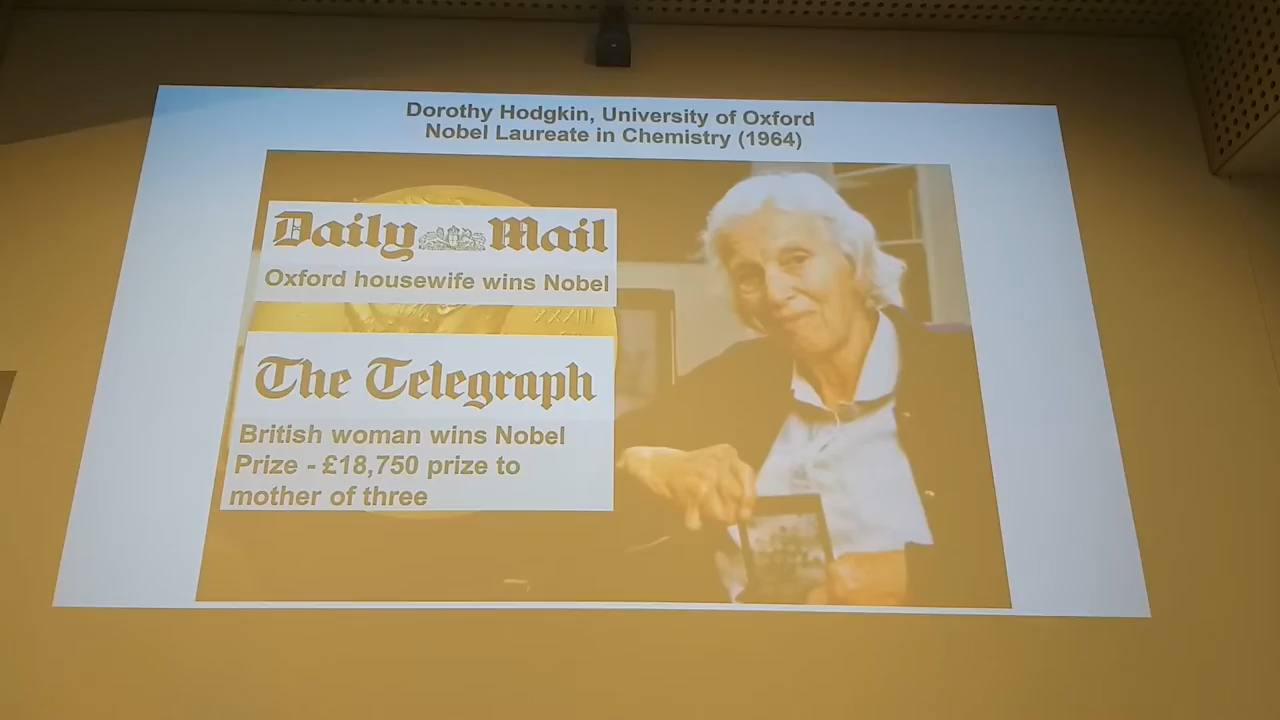 Dorothy Hodgkin, University of Oxford
Nobel Laureate in Chemistry (1964)
Daily Mail
Oxford housewife wins Nobel
XXXIII
The Telegraph
British woman wins Nobel
Prize - £18,750 prize to
mother of three